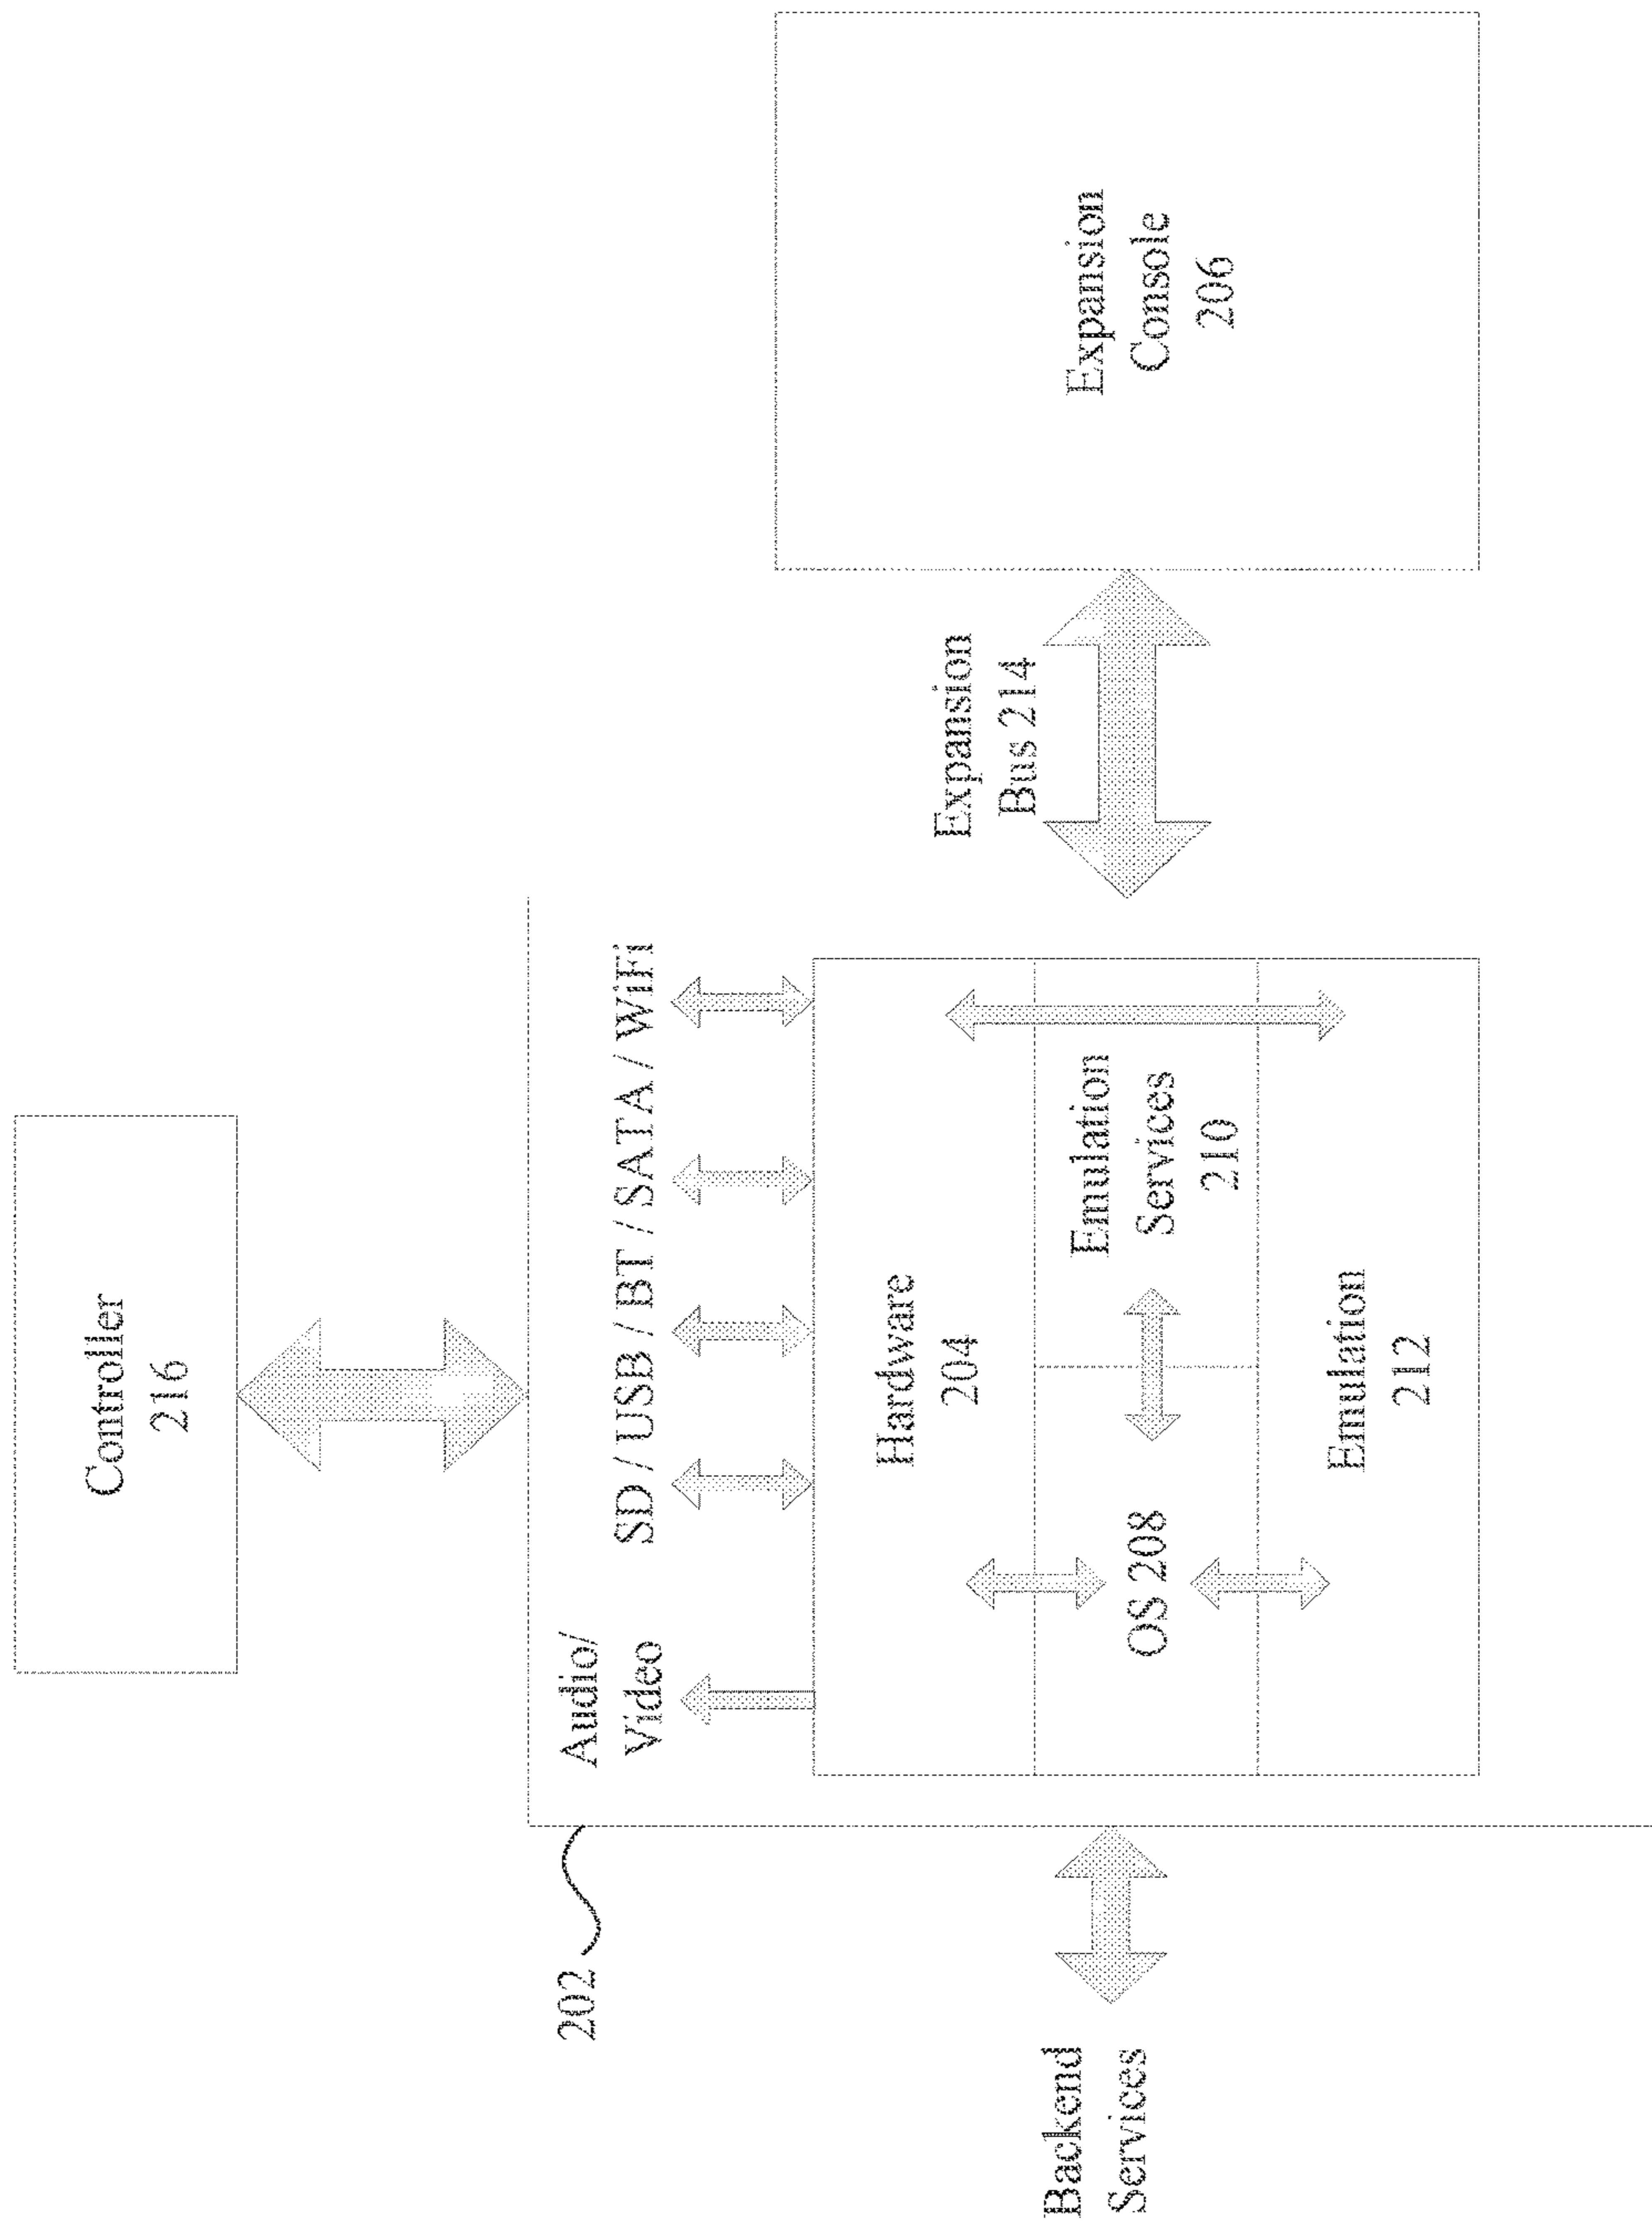 Controller
216
202
Audio/
Video
SD / USB / BT / SATA / WiFi
Hardware
204
OS 208
Emulation
Services
210
Emulation
212
Backend
Services
Expansion
Bus 214
Expansion
Console
206